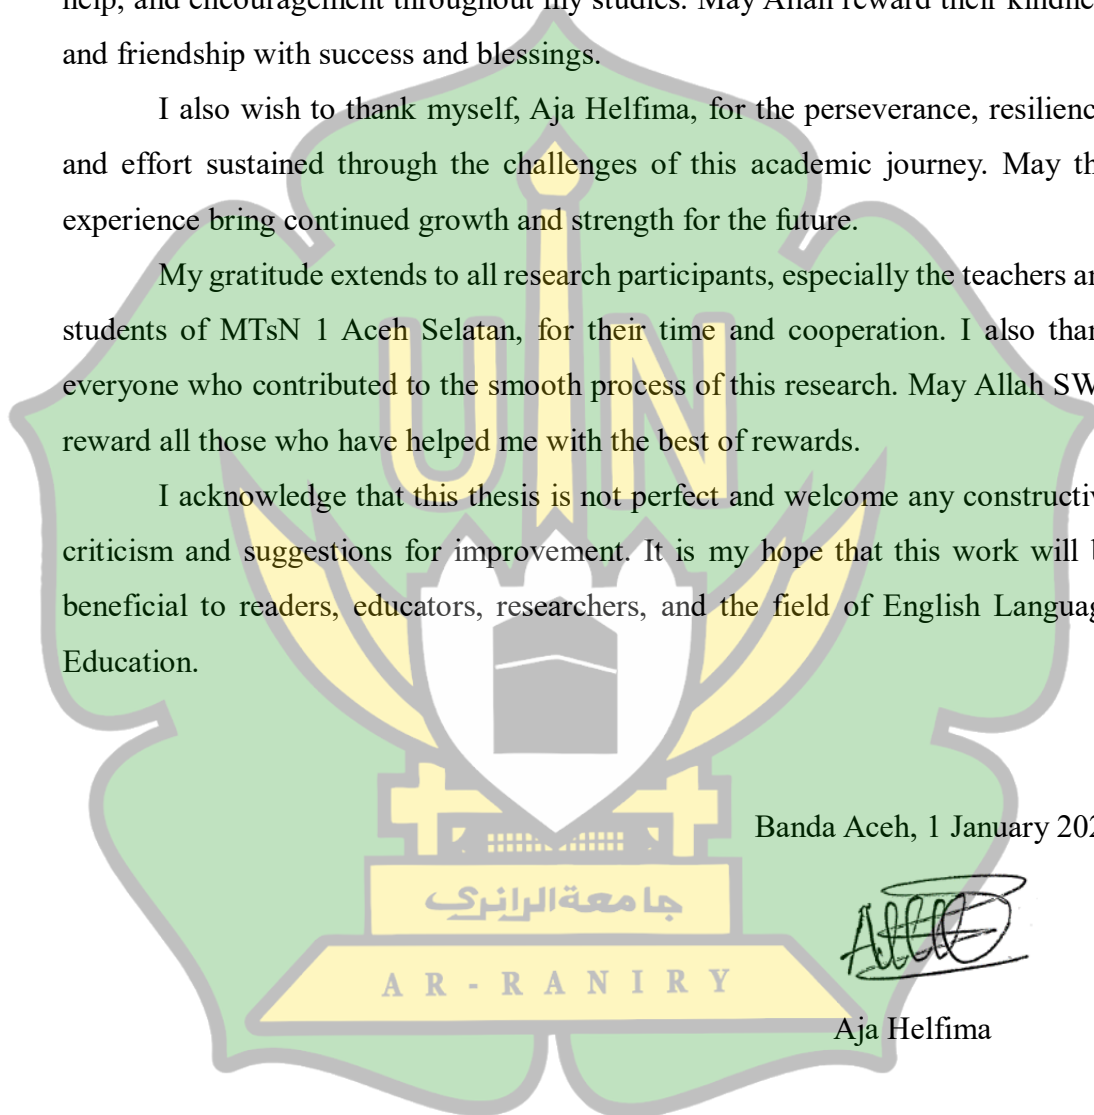 help, and encouragement throughout my studies. May Allah reward their kindne
and friendship with success and blessings.
I also wish to thank myself, Aja Helfima, for the perseverance, resilienc
and effort sustained through the challenges of this academic journey. May th
experience bring continued growth and strength for the future.
My gratitude extends to all research participants, especially the teachers an
students of MTsN 1 Aceh Selatan, for their time and cooperation. I also than
everyone who contributed to the smooth process of this research. May Allah SW
reward all those who have helped me with the best of rewards.
I acknowledge that this thesis is not perfect and welcome any constructiv
criticism and suggestions for improvement. It is my hope that this work will b
beneficial to readers, educators, researchers, and the field of English Languag
Education.
UIN
Banda Aceh, 1 January 202
جامعة الرانري
AR-RANIRY
Aja Helfima